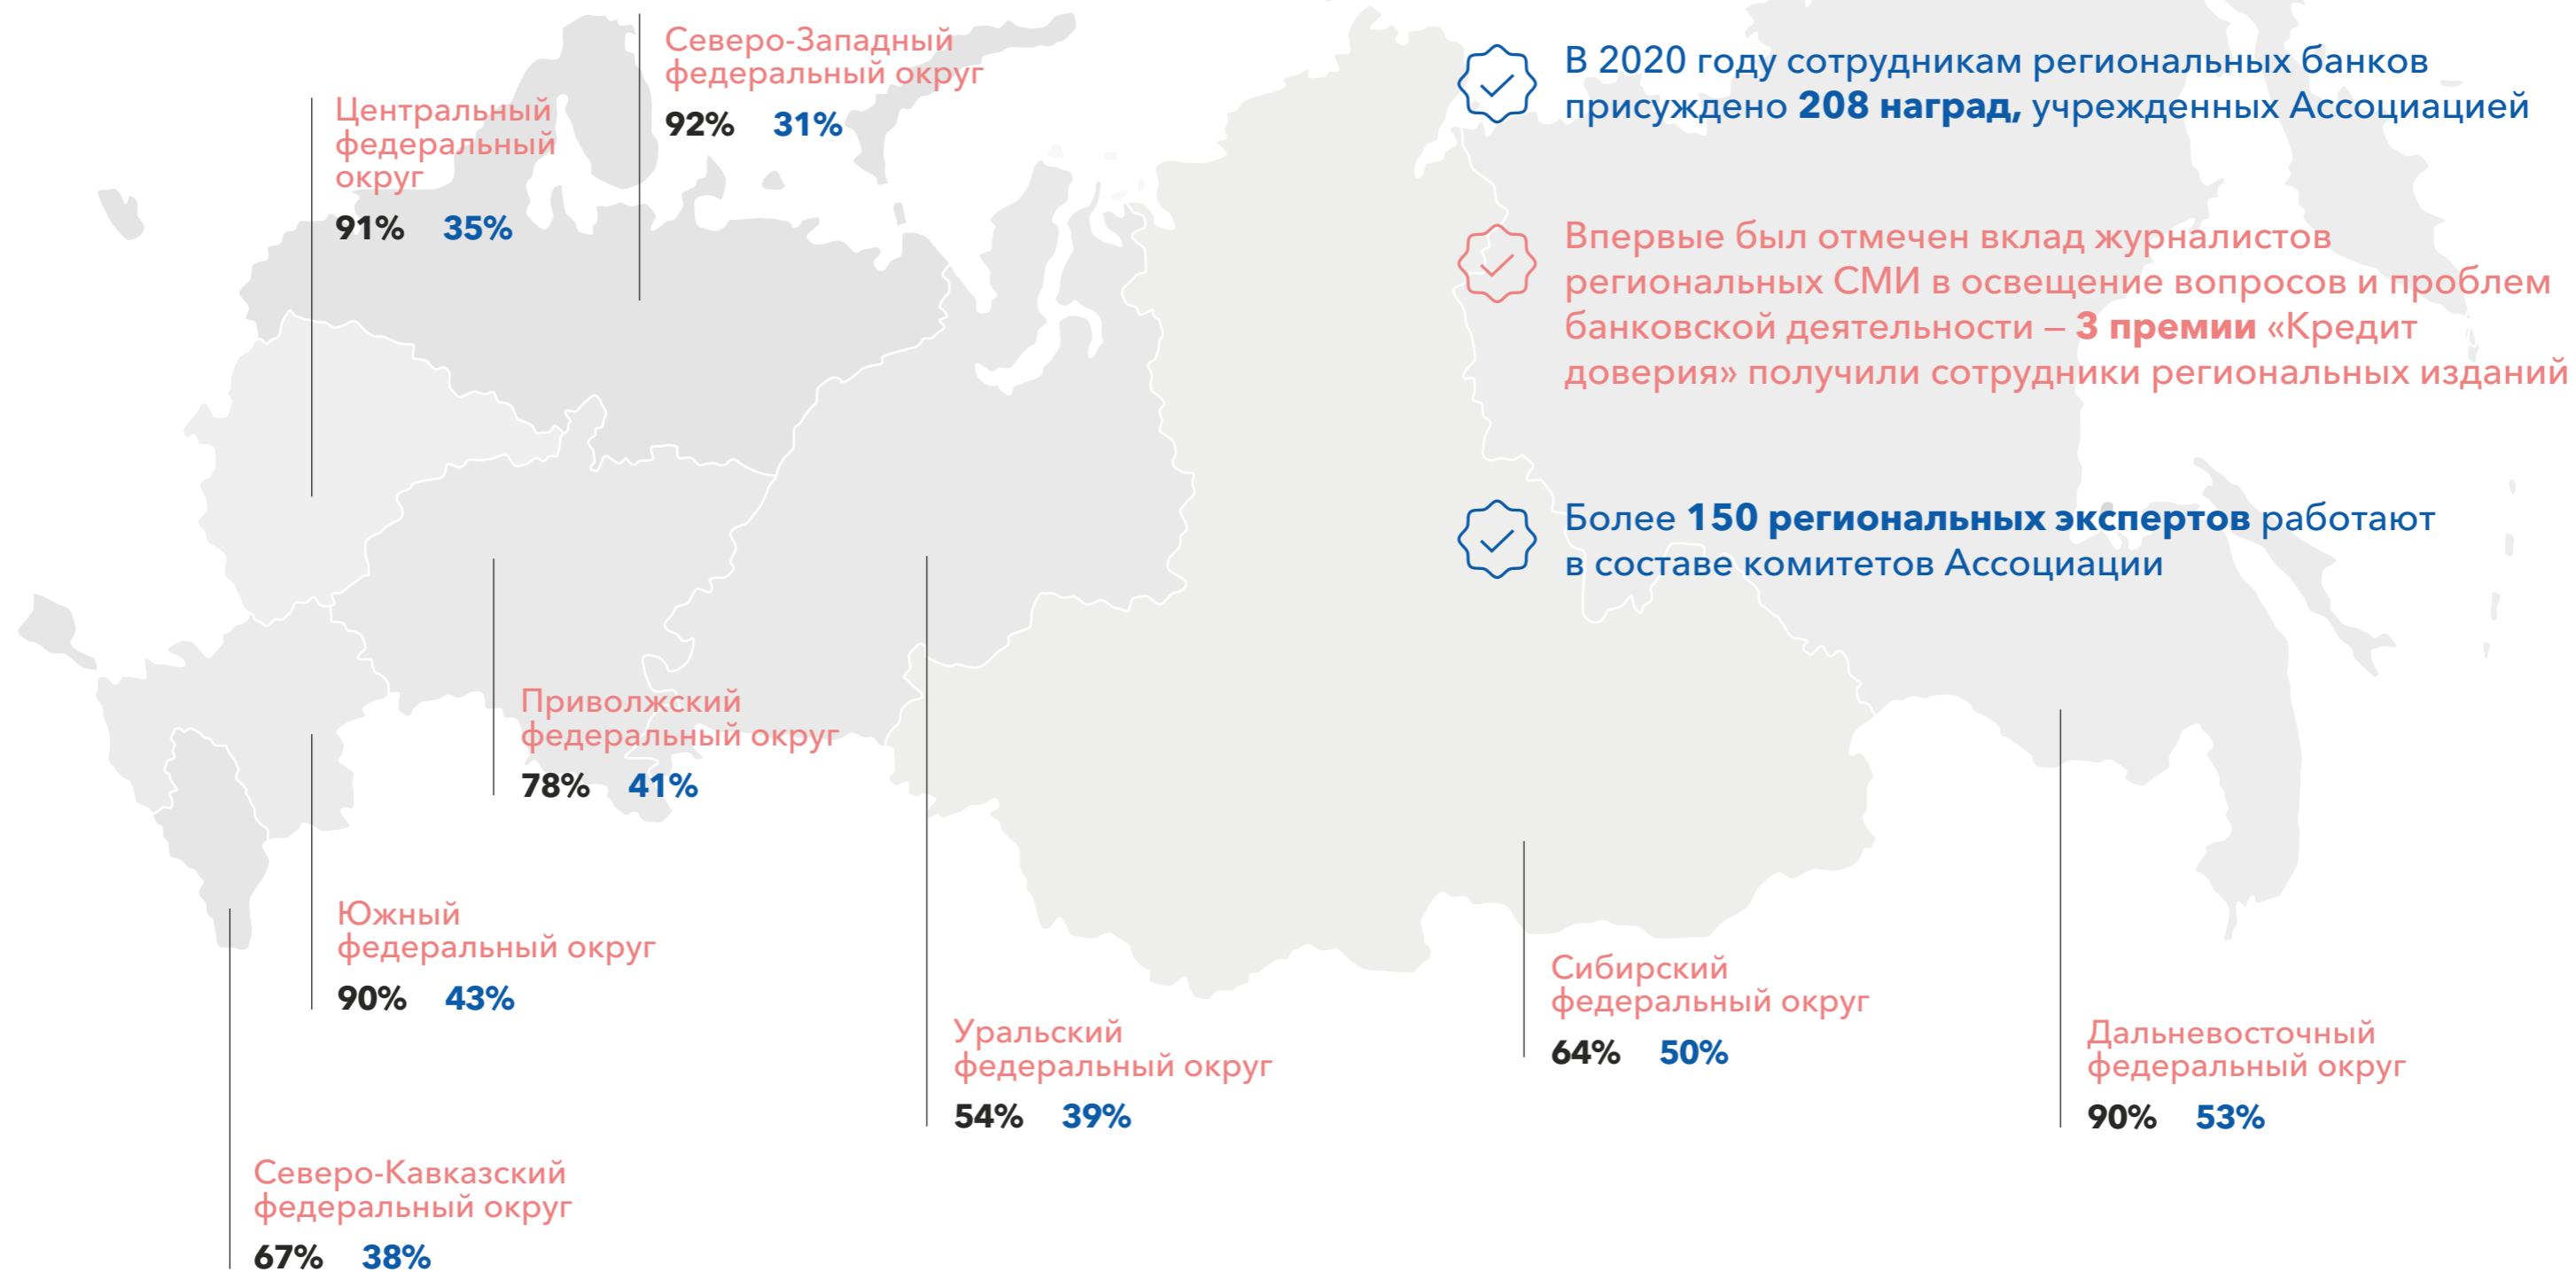 Северо-Западный
федеральный округ
92% 31%
Центральный
федеральный
округ
91% 35%
В 2020 году сотрудникам региональных банков
присуждено 208 наград, учрежденных Ассоциацией
Впервые был отмечен вклад журналистов
региональных СМИ в освещение вопросов и проблем
банковской деятельности – 3 премии «Кредит
доверия» получили сотрудники региональных изданий
Более 150 региональных экспертов работают
в составе комитетов Ассоциации
Приволжский
федеральный округ
78% 41%
Южный
федеральный округ
90% 43%
Северо-Кавказский
федеральный округ
67% 38%
Уральский
федеральный округ
54% 39%
Сибирский
федеральный округ
64% 50%
Дальневосточный
федеральный округ
90% 53%